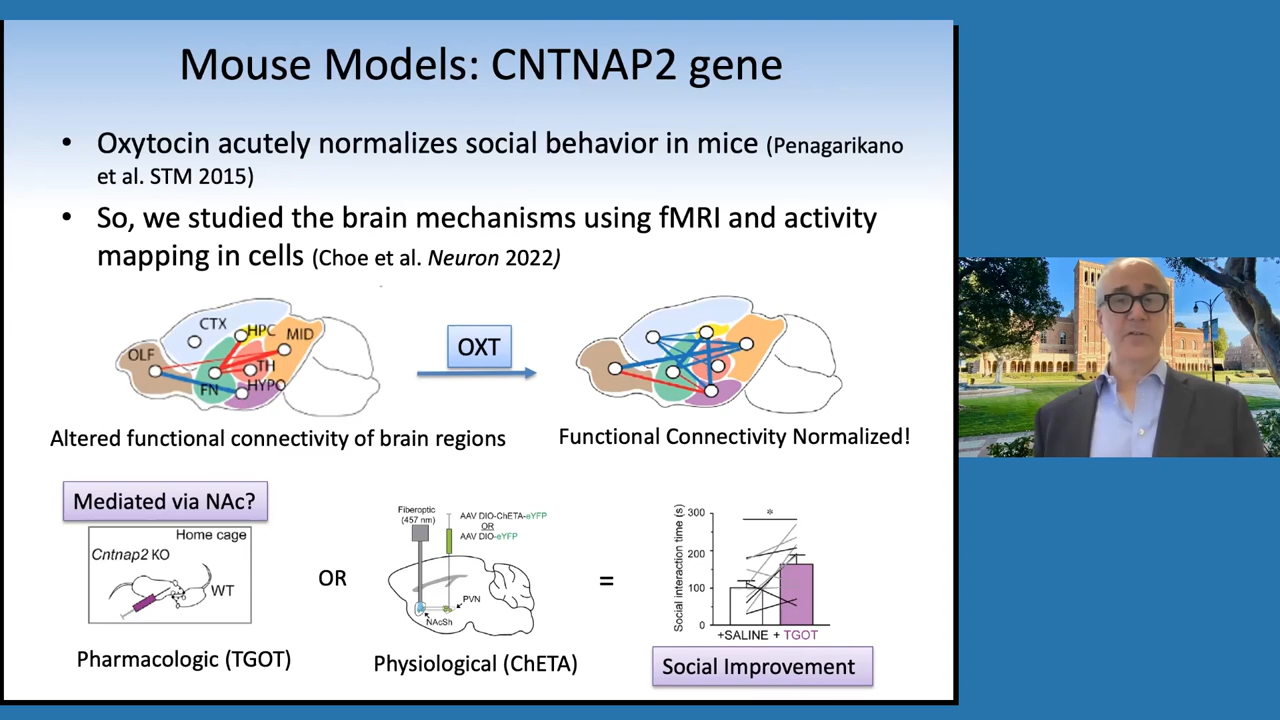 Mouse Models: CNTNAP2 gene
• Oxytocin acutely normalizes social behavior in mice (Penagarikano
et al. STM 2015)
• So, we studied the brain mechanisms using fMRI and activity
mapping in cells (Choe et al. Neuron 2022)
CTX
HPC
MID
OLF
TH
FN
HYPO
OXT
Altered functional connectivity of brain regions
Functional Connectivity Normalized!
Mediated via NAc?
Home cage
Cntnap2 KO
WT
Pharmacologic (TGOT)
OR
Fiberoptic
(457 nm)
AAV DIO-ChETA-eYFP
OR
AAV DIO-eYFP
PVN
NAcSh
Physiological (ChETA)
=
Social interaction time (s)
300
200
100
0
*
+SALINE + TGOT
Social Improvement